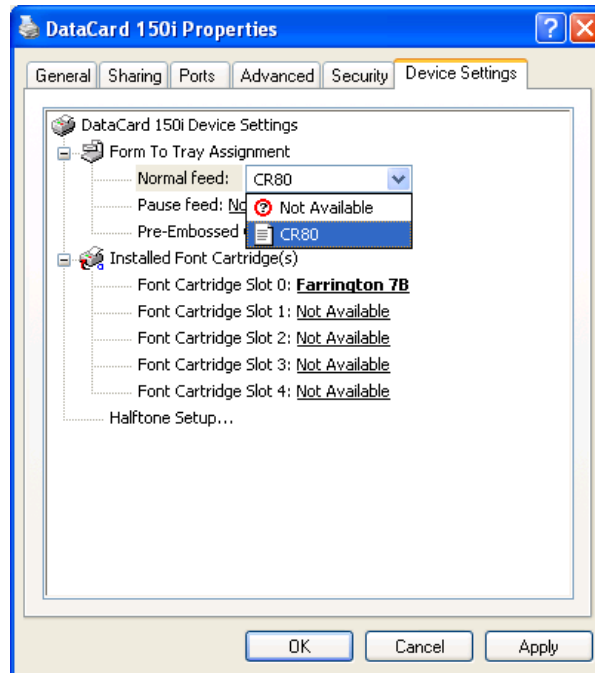 DataCard 150i Properties
General Sharing Ports Advanced Security Device Settings
DataCard 150i Device Settings
Form To Tray Assignment
Normal feed: CR80
Pause feed:
Not Available
Pre-Embossed
CR80
Installed Font Cartridge(s)
Font Cartridge Slot 0: Farrington 7B
Font Cartridge Slot 1: Not Available
Font Cartridge Slot 2: Not Available
Font Cartridge Slot 3: Not Available
Font Cartridge Slot 4: Not Available
Halftone Setup...
OK Cancel Apply